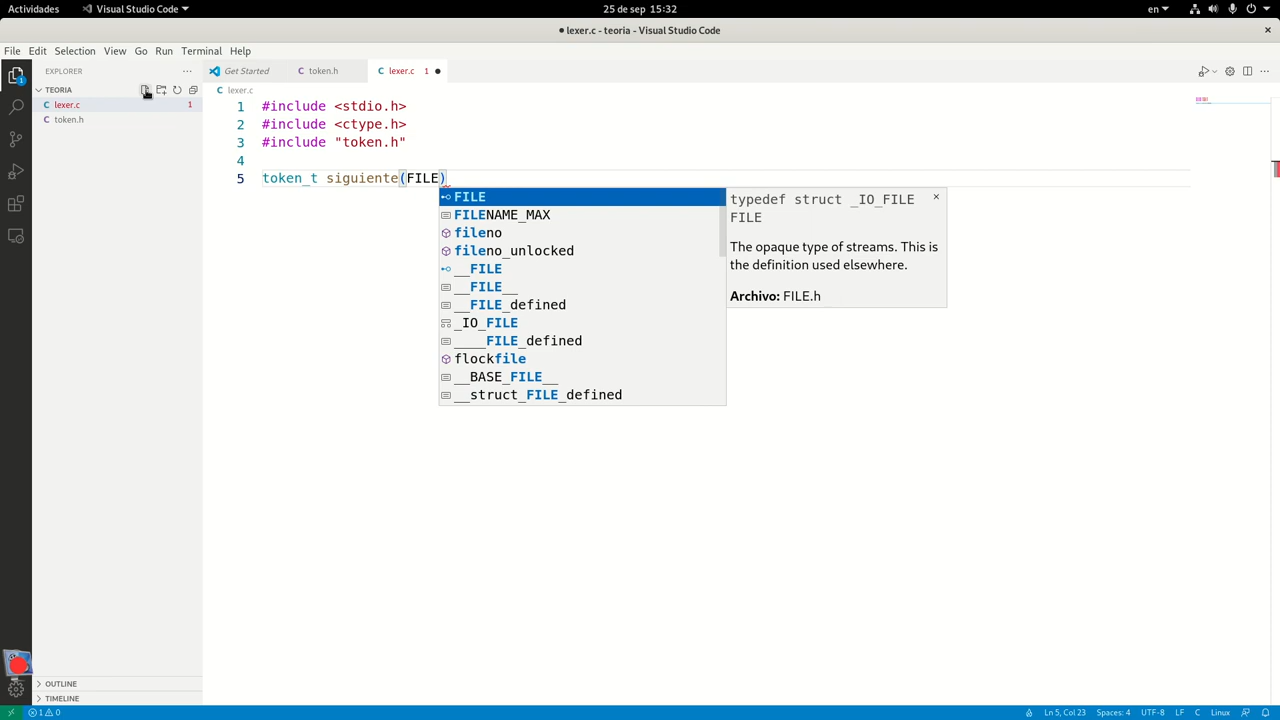 Actividades Visual Studio Code 25 de sep 15:32 en
● lexer.c - teoria - Visual Studio Code ×
File Edit Selection View Go Run Terminal Help
EXPLORER ··· Get Started token.h lexer.c 1 ● ···
TEORIA lexer.c
lexer.c 1
token.h
1 #include <stdio.h>
2 #include <ctype.h>
3 #include "token.h"
4
5 token_t siguiente(FILE)
FILE
FILENAME_MAX
fileno
fileno_unlocked
__FILE
__FILE__
__FILE_defined
_IO_FILE
____FILE_defined
flockfile
__BASE_FILE__
__struct_FILE_defined
typedef struct _IO_FILE ×
FILE
The opaque type of streams. This is
the definition used elsewhere.
Archivo: FILE.h
1
OUTLINE
TIMELINE
1 0 Ln 5, Col 23 Spaces: 4 UTF-8 LF C Linux